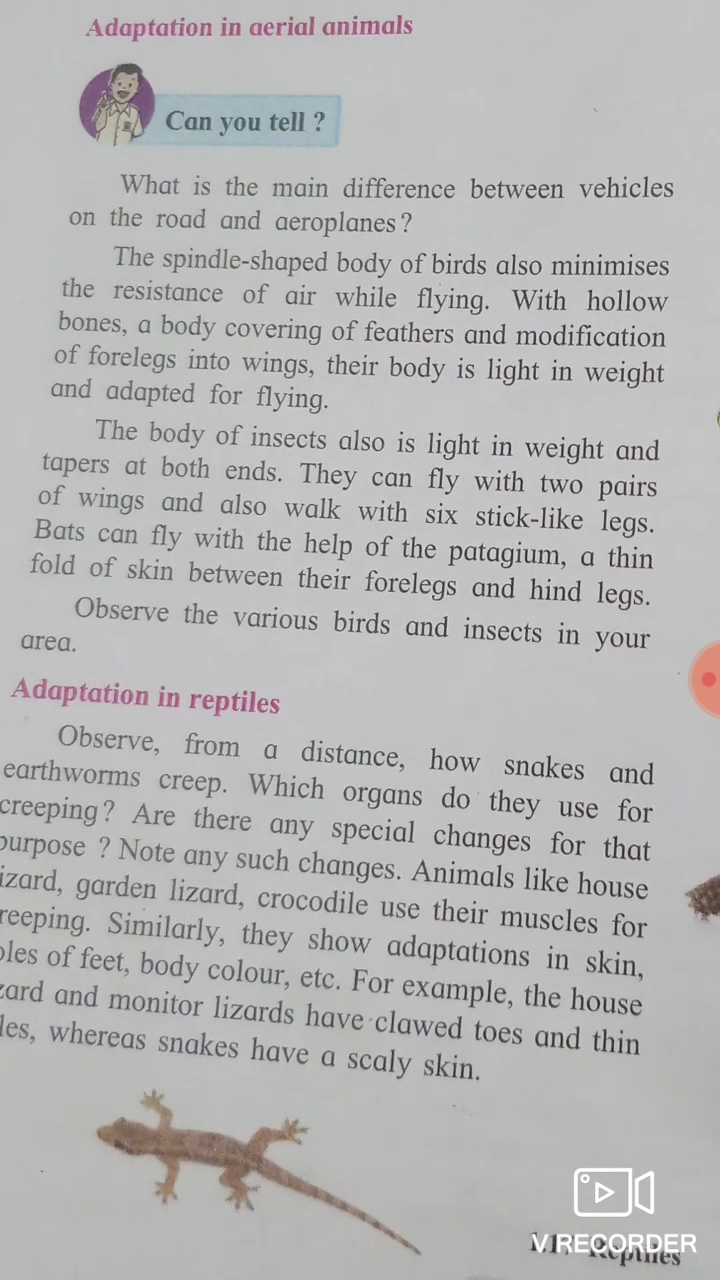 Adaptation in aerial animals
Can you tell ?
What is the main difference between vehicles
on the road and aeroplanes?
The spindle-shaped body of birds also minimises
the resistance of air while flying. With hollow
bones, a body covering of feathers and modification
of forelegs into wings, their body is light in weight
and adapted for flying.
The body of insects also is light in weight and
tapers at both ends. They can fly with two pairs
of wings and also walk with six stick-like legs.
Bats can fly with the help of the patagium, a thin
fold of skin between their forelegs and hind legs.
Observe the various birds and insects in your
area.
Adaptation in reptiles
Observe, from a distance, how snakes and
earthworms creep. Which organs do they use for
creeping? Are there any special changes for that
purpose ? Note any such changes. Animals like house
izard, garden lizard, crocodile use their muscles for
reeping. Similarly, they show adaptations in skin,
oles of feet, body colour, etc. For example, the house
zard and monitor lizards have clawed toes and thin
les, whereas snakes have a scaly skin.
Reptiles
V RECORDER